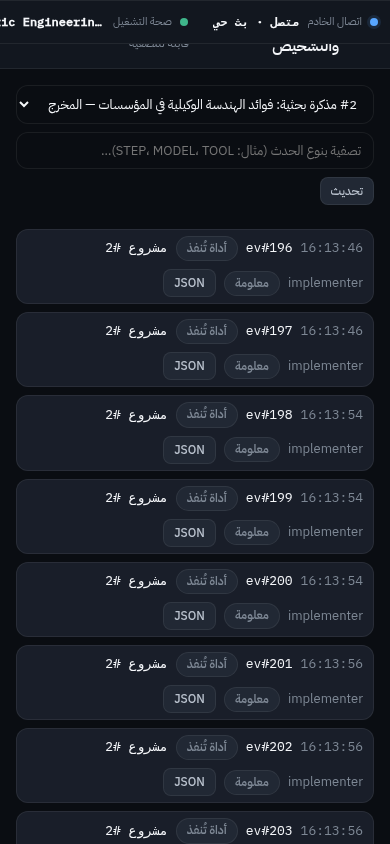 اتصال الخادم متصل · بث حي صحة التشغيل ic Engineerin…
والتشخيص قابلة للتصفية
#2 مذكرة بحثية: فوائد الهندسة الوكيلية في المؤسسات — المخرج
تصفية بنوع الحدث (مثال: STEP، MODEL، TOOL)...
تحديث
16:13:46 ev#196 أداة تُنفذ مشروع #2
implementer معلومة JSON
16:13:46 ev#197 أداة تُنفذ مشروع #2
implementer معلومة JSON
16:13:54 ev#198 أداة تُنفذ مشروع #2
implementer معلومة JSON
16:13:54 ev#199 أداة تُنفذ مشروع #2
implementer معلومة JSON
16:13:54 ev#200 أداة تُنفذ مشروع #2
implementer معلومة JSON
16:13:56 ev#201 أداة تُنفذ مشروع #2
implementer معلومة JSON
16:13:56 ev#202 أداة تُنفذ مشروع #2
implementer معلومة JSON
16:13:56 ev#203 أداة تُنفذ مشروع #2